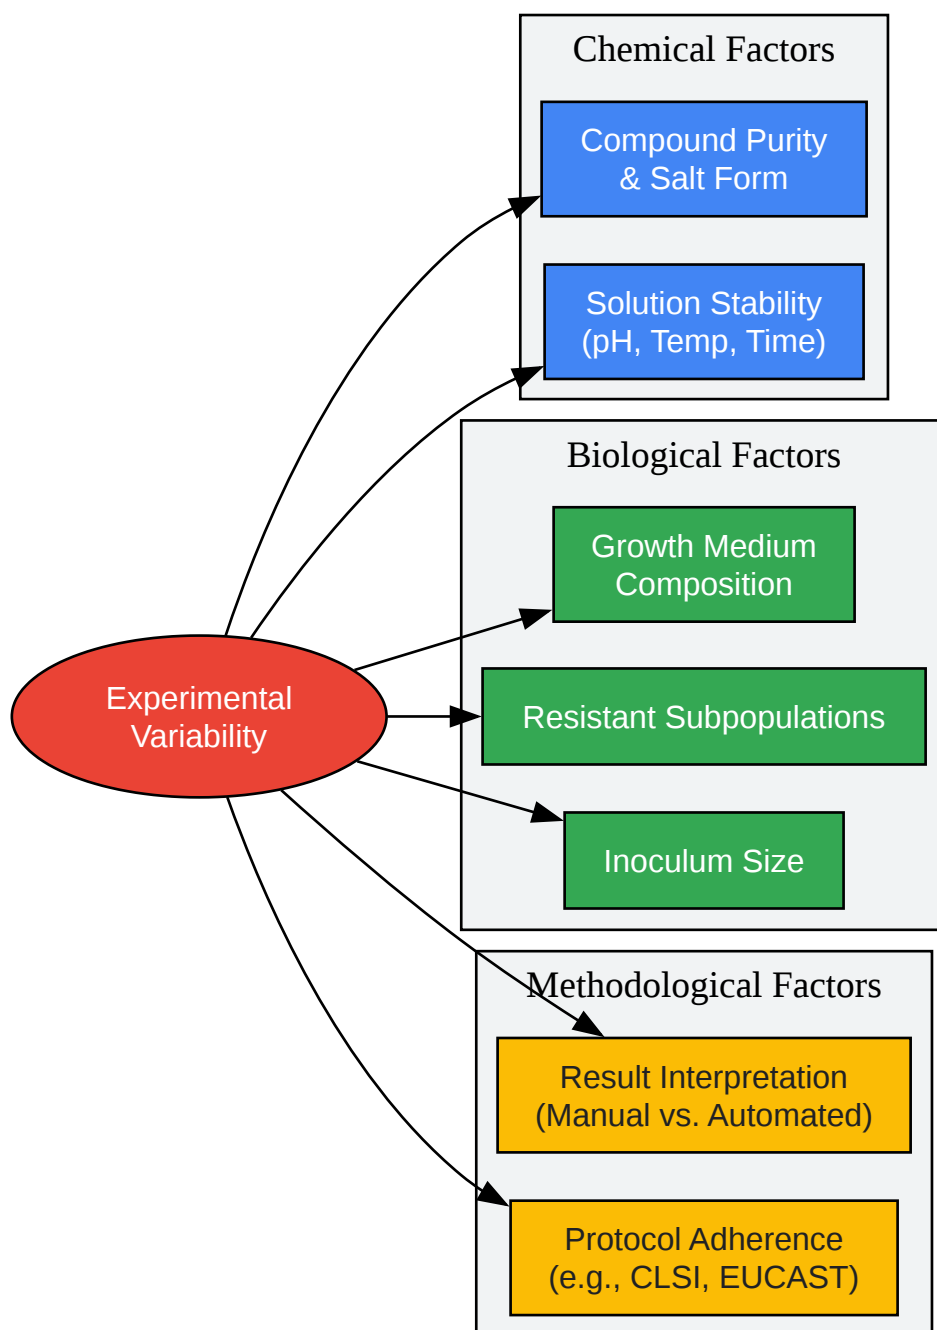 Chemical Factors
Compound Purity
& Salt Form
Solution Stability
(pH, Temp, Time)
Biological Factors
Growth Medium
Composition
Resistant Subpopulations
Inoculum Size
Experimental
Variability
Methodological Factors
Result Interpretation
(Manual vs. Automated)
Protocol Adherence
(e.g., CLSI, EUCAST)